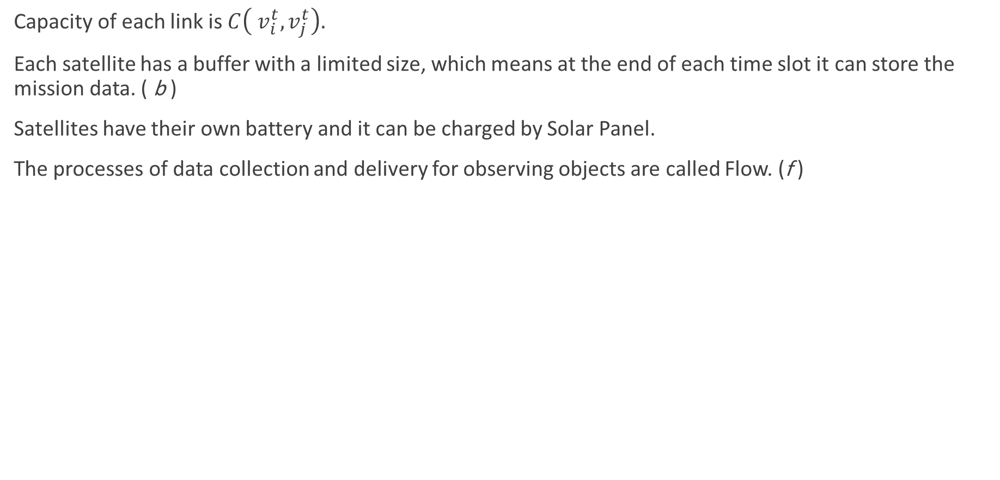 Capacity of each link is C( v_i^t, v_j^t).
Each satellite has a buffer with a limited size, which means at the end of each time slot it can store the
mission data. ( b)
Satellites have their own battery and it can be charged by Solar Panel.
The processes of data collection and delivery for observing objects are called Flow. (f)